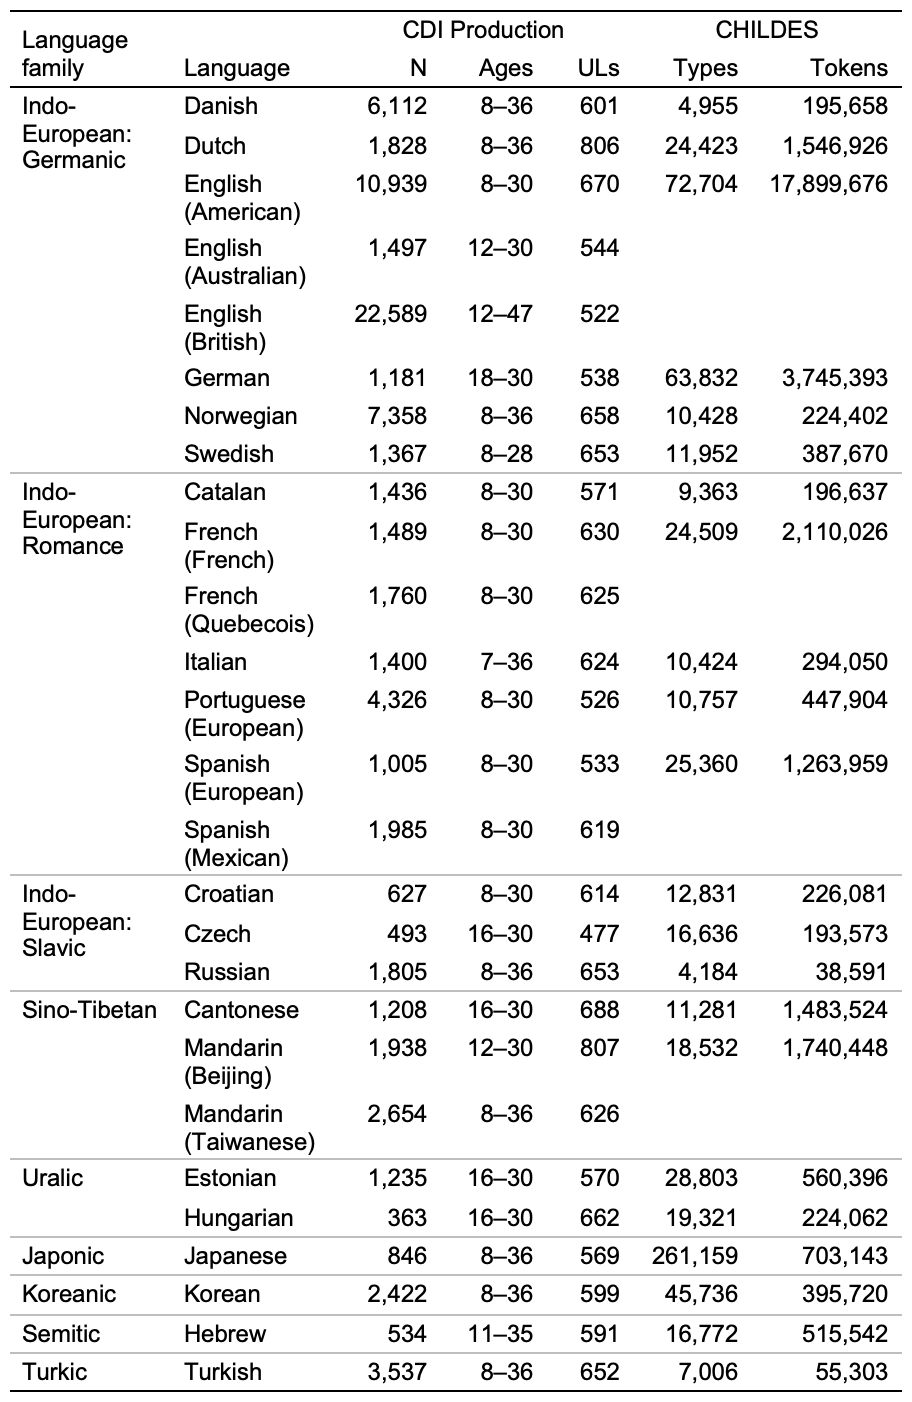 CDI Production CHILDES
Language family Language N Ages ULs Types Tokens
Indo-European: Germanic Danish 6,112 8–36 601 4,955 195,658
Dutch 1,828 8–36 806 24,423 1,546,926
English (American) 10,939 8–30 670 72,704 17,899,676
English (Australian) 1,497 12–30 544
English (British) 22,589 12–47 522
German 1,181 18–30 538 63,832 3,745,393
Norwegian 7,358 8–36 658 10,428 224,402
Swedish 1,367 8–28 653 11,952 387,670
Indo-European: Romance Catalan 1,436 8–30 571 9,363 196,637
French (French) 1,489 8–30 630 24,509 2,110,026
French (Quebecois) 1,760 8–30 625
Italian 1,400 7–36 624 10,424 294,050
Portuguese (European) 4,326 8–30 526 10,757 447,904
Spanish (European) 1,005 8–30 533 25,360 1,263,959
Spanish (Mexican) 1,985 8–30 619
Indo-European: Slavic Croatian 627 8–30 614 12,831 226,081
Czech 493 16–30 477 16,636 193,573
Russian 1,805 8–36 653 4,184 38,591
Sino-Tibetan Cantonese 1,208 16–30 688 11,281 1,483,524
Mandarin (Beijing) 1,938 12–30 807 18,532 1,740,448
Mandarin (Taiwanese) 2,654 8–36 626
Uralic Estonian 1,235 16–30 570 28,803 560,396
Hungarian 363 16–30 662 19,321 224,062
Japonic Japanese 846 8–36 569 261,159 703,143
Koreanic Korean 2,422 8–36 599 45,736 395,720
Semitic Hebrew 534 11–35 591 16,772 515,542
Turkic Turkish 3,537 8–36 652 7,006 55,303